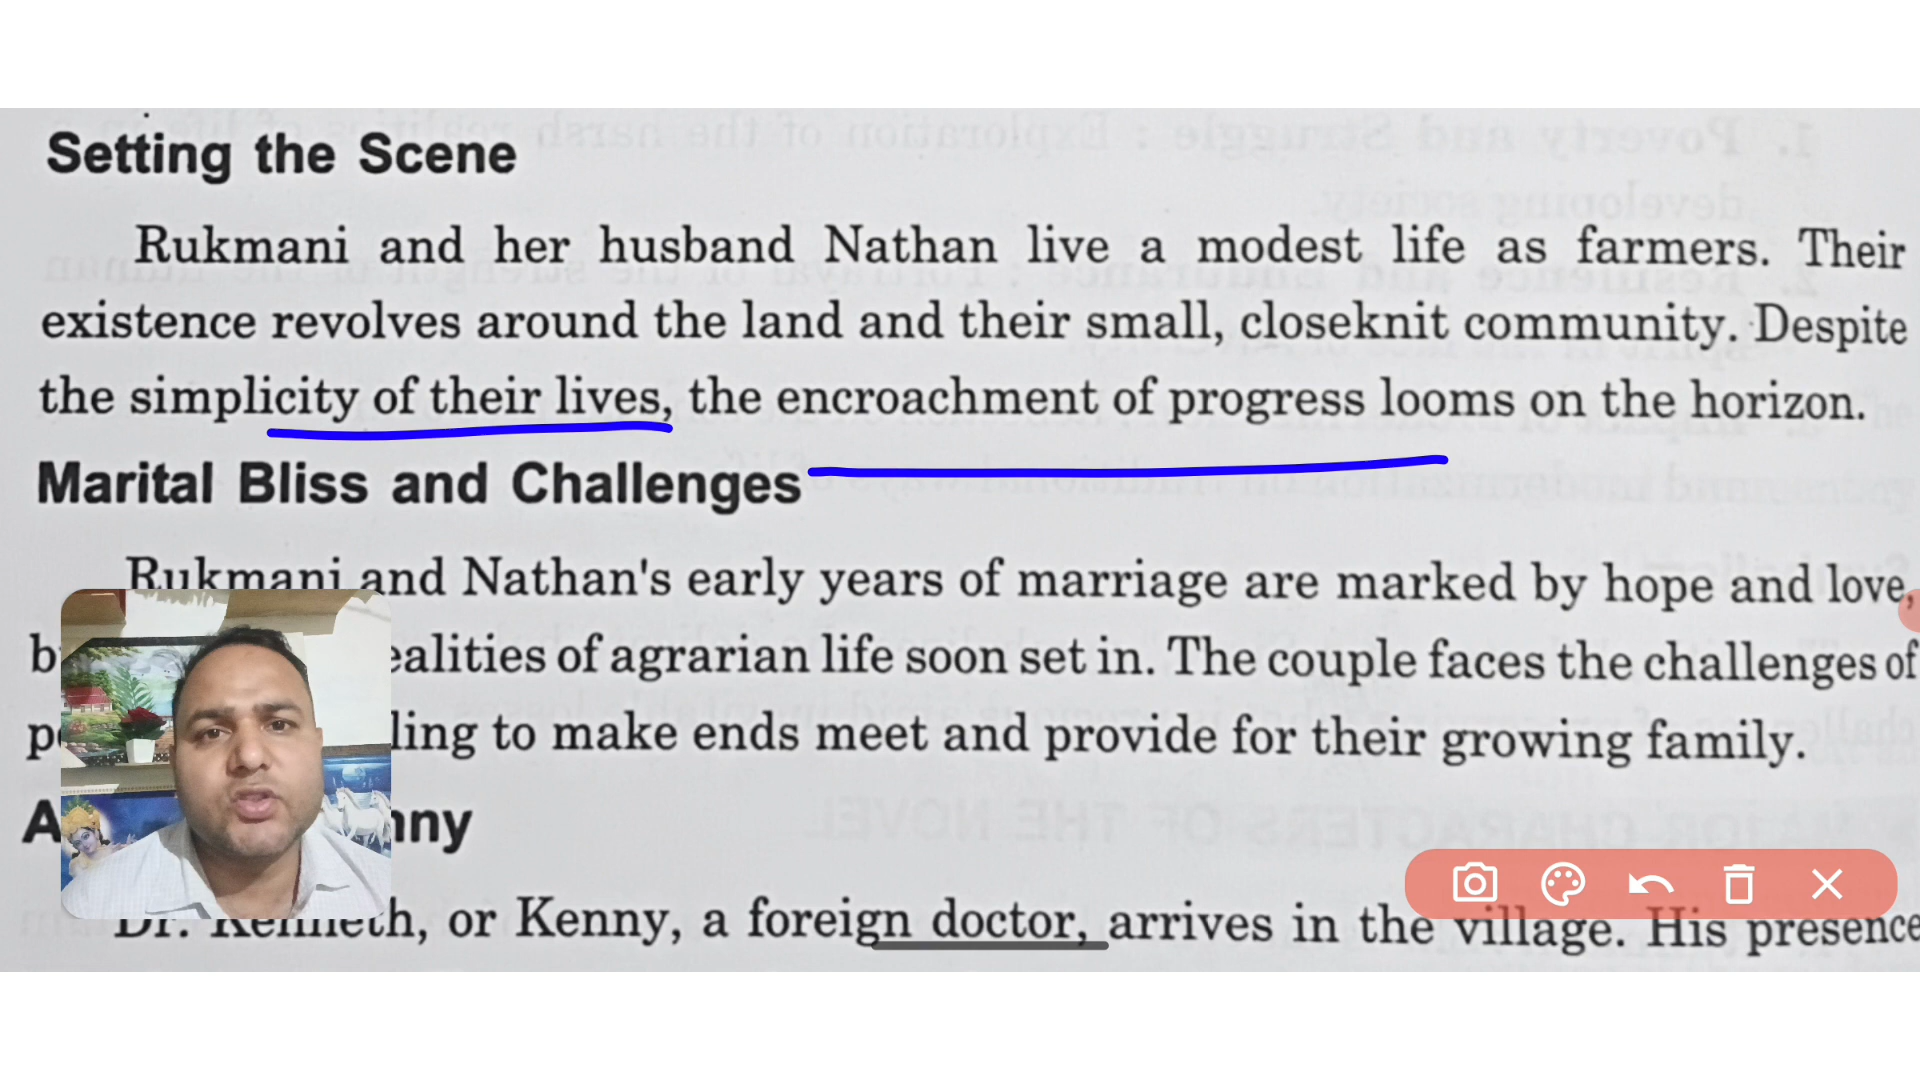 Setting the Scene
Rukmani and her husband Nathan live a modest life as farmers. Their
existence revolves around the land and their small, closeknit community. Despite
the simplicity of their lives, the encroachment of progress looms on the horizon.
Marital Bliss and Challenges
Rukmani and Nathan's early years of marriage are marked by hope and love,
ealities of agrarian life soon set in. The couple faces the challenges of
ling to make ends meet and provide for their growing family.
Dr. Kenneth, or Kenny, a foreign doctor, arrives in the village. His presence